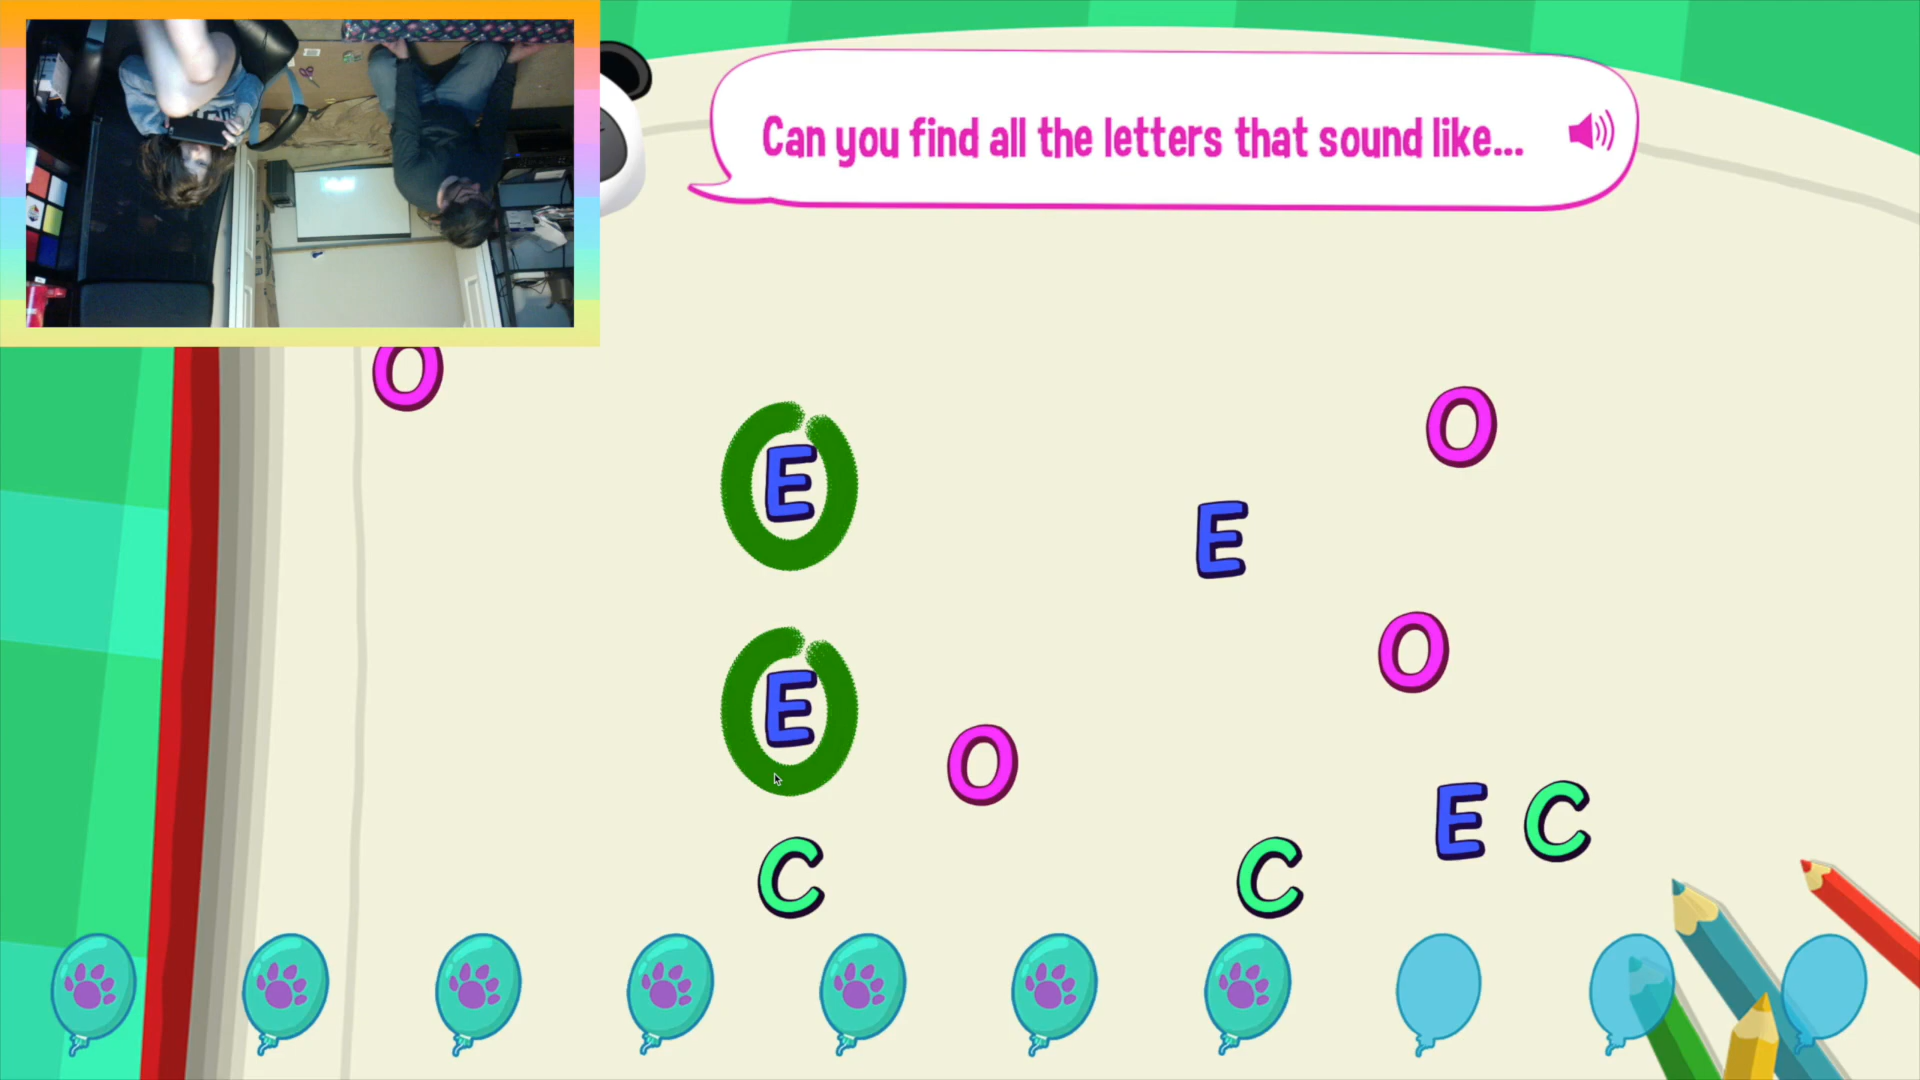 Can you find all the letters that sound like...
O
O
E
E
O
E
O
E C
C C